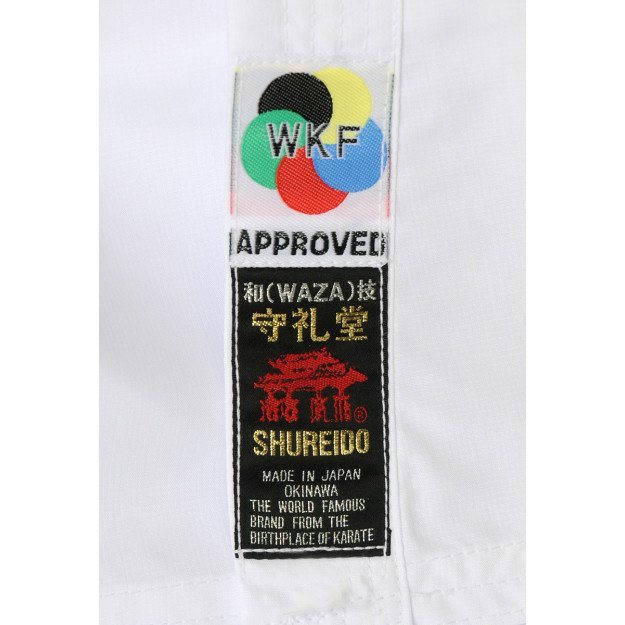 WKF
APPROVED
和(WAZA)技
守礼堂
®
SHUREIDO
MADE IN JAPAN
OKINAWA
THE WORLD FAMOUS
BRAND FROM THE
BIRTHPLACE OF KARATE